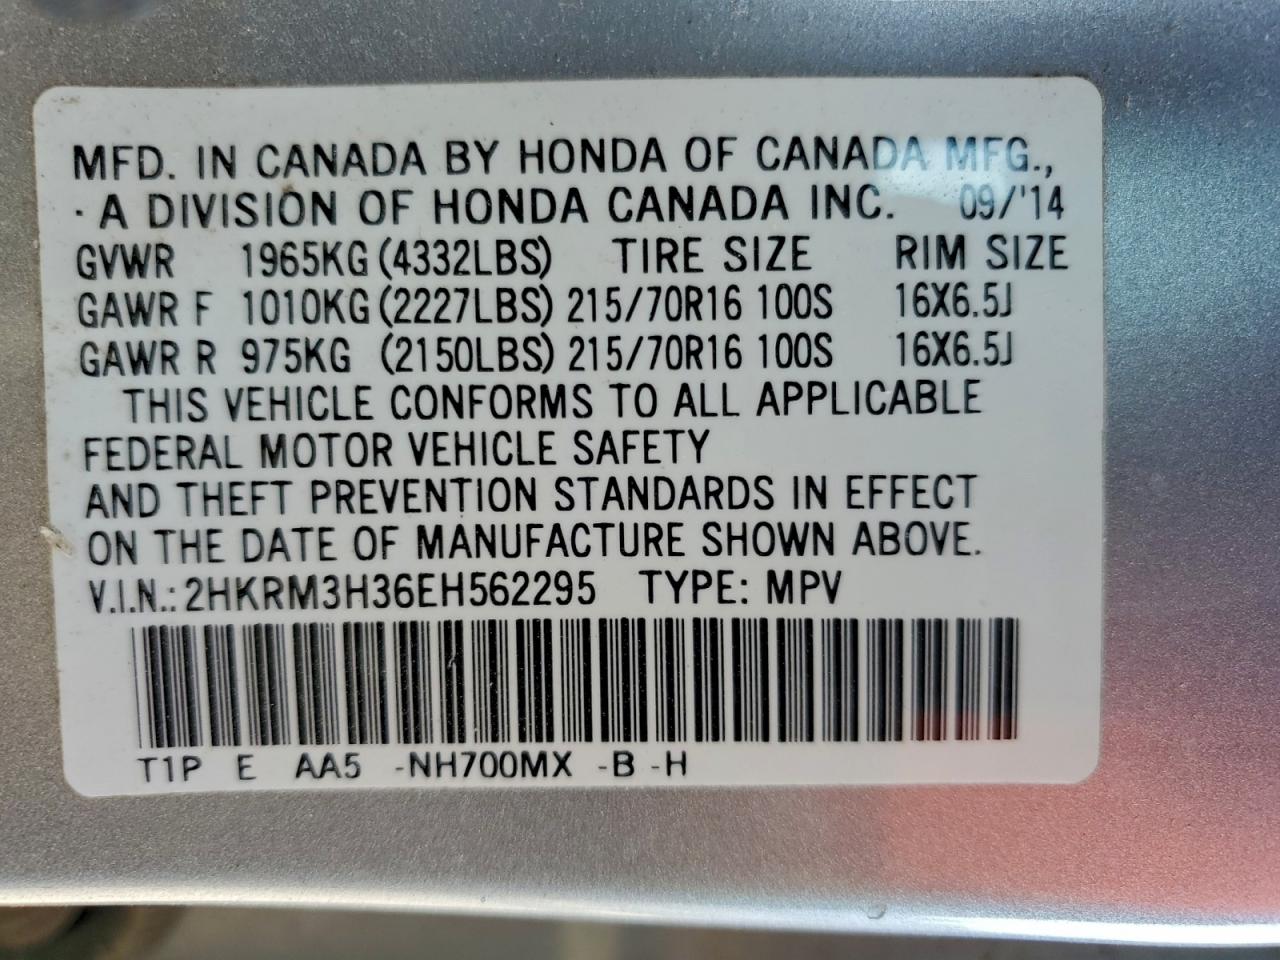 MFD. IN CANADA BY HONDA OF CANADA MFG.,
A DIVISION OF HONDA CANADA INC. 09/'14
GVWR 1965KG (4332LBS) TIRE SIZE RIM SIZE
GAWR F 1010KG (2227LBS) 215/70R16 100S 16X6.5J
GAWR R 975KG (2150LBS) 215/70R16 100S 16X6.5J
THIS VEHICLE CONFORMS TO ALL APPLICABLE
FEDERAL MOTOR VEHICLE SAFETY
AND THEFT PREVENTION STANDARDS IN EFFECT
ON THE DATE OF MANUFACTURE SHOWN ABOVE.
V.I.N.: 2HKRM3H36EH562295 TYPE: MPV
T1P E AA5 -NH700MX -B -H